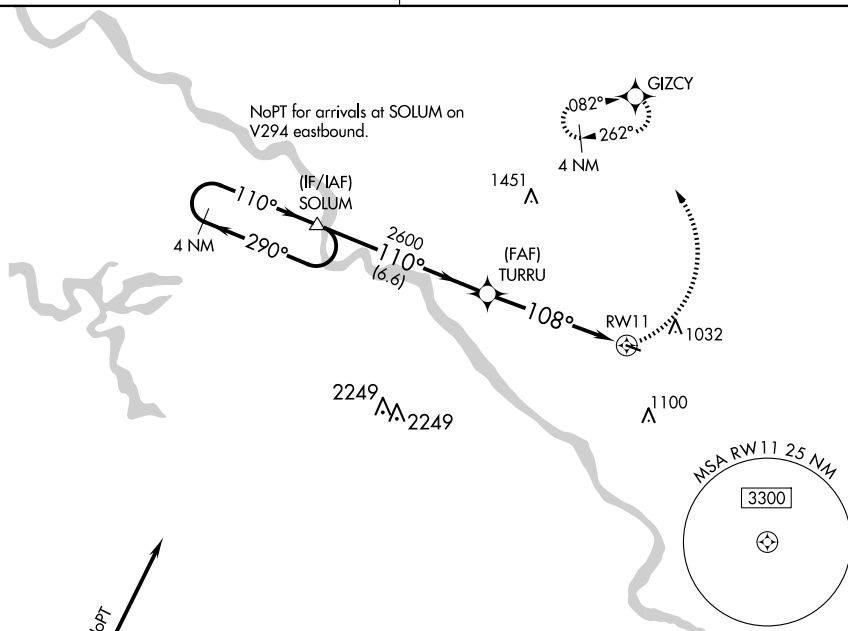 GIZCY
082°
262°
4 NM
NoPT for arrivals at SOLUM on
V294 eastbound.
1451
(IF/IAF)
SOLUM
110°
4 NM
290°
2600
110°
(6.6)
(FAF)
TURRU
108°
RW11
1032
2249
2249
1100
MSA RW11 25 NM
3300
NoPT